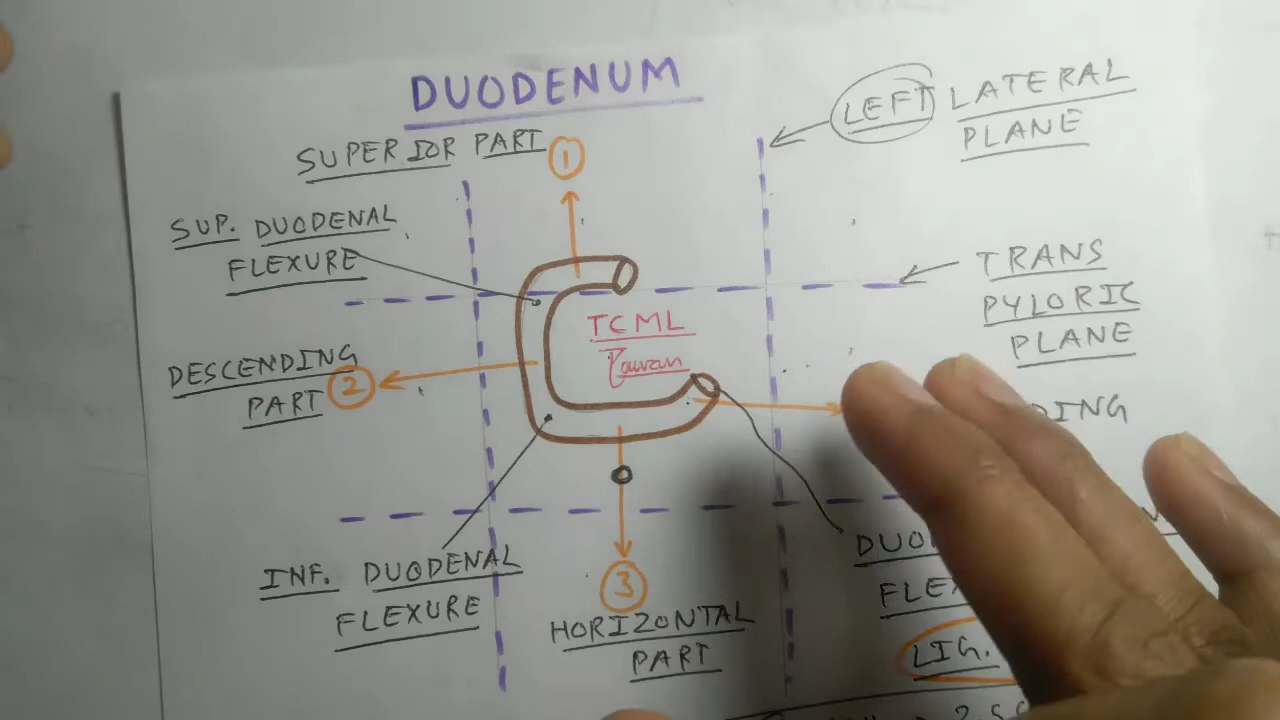 DUODENUM
SUPERIOR PART
1
LEFT LATERAL
PLANE
SUP. DUODENAL
FLEXURE
TRANS
PYLORIC
PLANE
TCML
Pawan
DESCENDING
PART 2
INF. DUODENAL
FLEXURE
3
HORIZONTAL
PART
LIG.